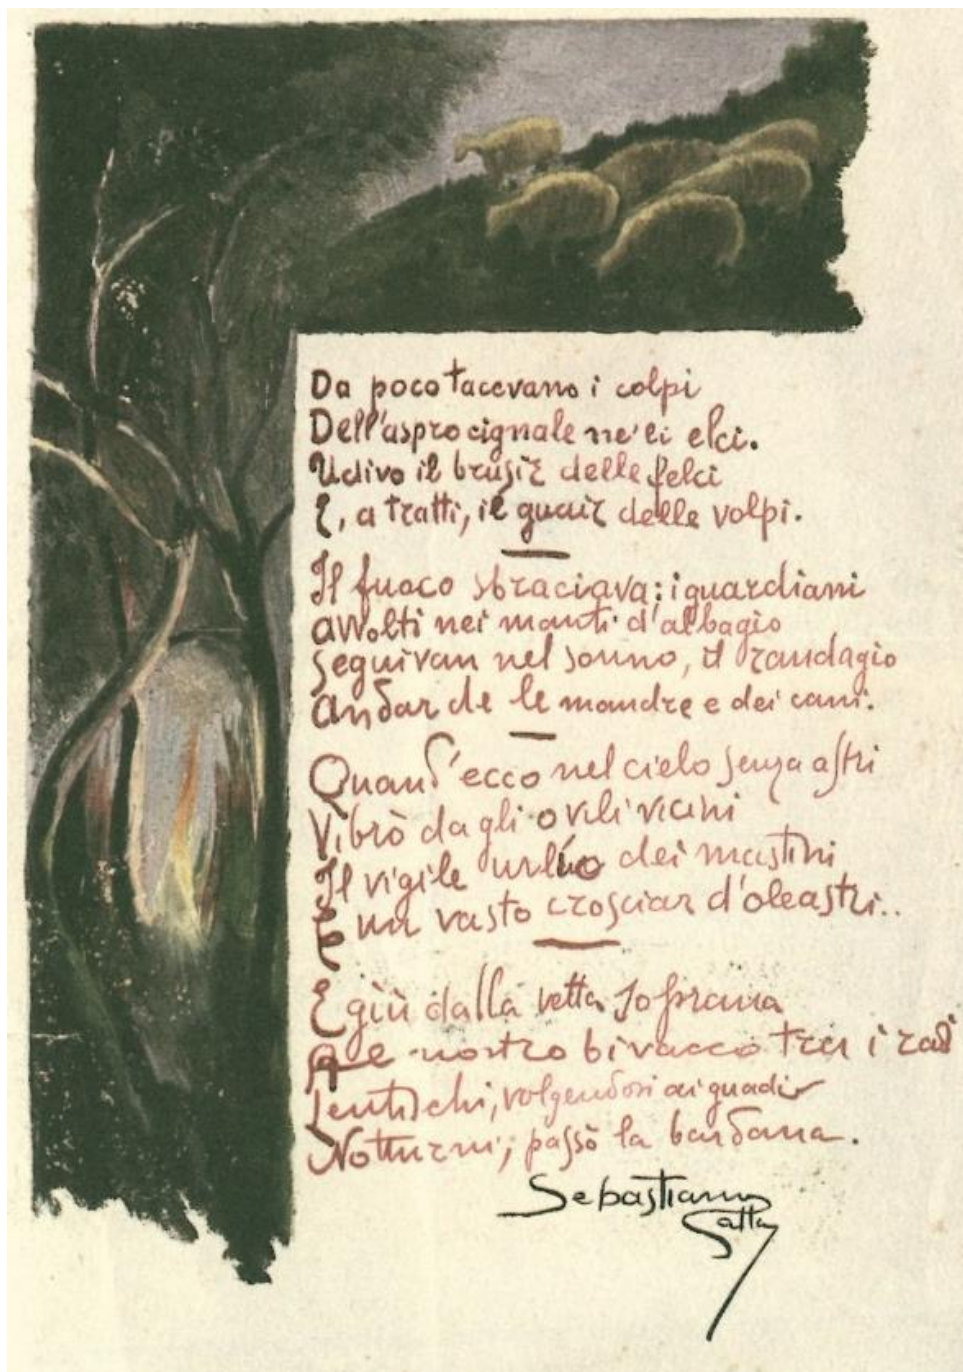 Da poco tacevano i colpi
Dell'aspro cignale ne' li elci.
Udivo il brusir delle felci
E, a tratti, il guair delle volpi.
Il fuoco sbraciava: i guardiani
avvolti nei manti d'albagio
Seguivan nel sonno, il randagio
Andar de le mandre e dei cani.
Quand'ecco nel cielo senza astri
Vibrò dagli ovili vicini
Il vigile urlìo dei mastini
E un vasto crosciar d'oleastri..
E giù dalla vetta soprana
Al nostro bivacco tra i radi
Lentischi, volgendosi ai guadi
Notturni, passò la bardana.
Sebastiano
Satta